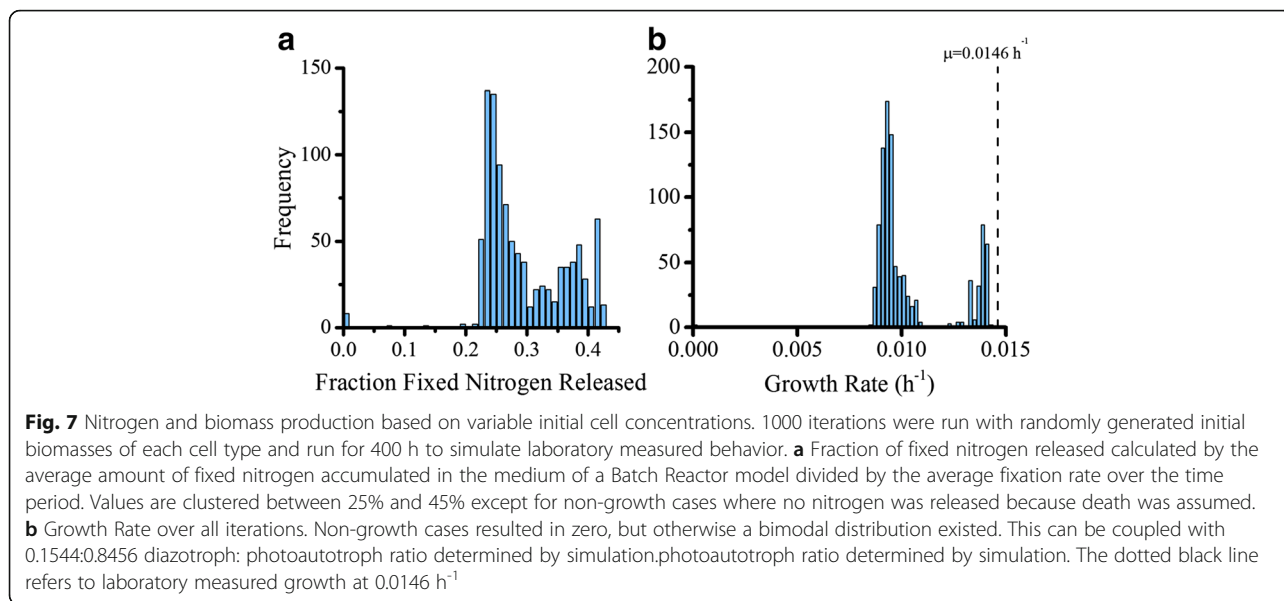 a
150
100
50
0
Frequency
0.0 0.1 0.2 0.3 0.4
Fraction Fixed Nitrogen Released
b
μ=0.0146 h-1
200
150
100
50
0
0.000 0.005 0.010 0.015
Growth Rate (h-1)
Fig. 7 Nitrogen and biomass production based on variable initial cell concentrations. 1000 iterations were run with randomly generated initial
biomasses of each cell type and run for 400 h to simulate laboratory measured behavior. a Fraction of fixed nitrogen released calculated by the
average amount of fixed nitrogen accumulated in the medium of a Batch Reactor model divided by the average fixation rate over the time
period. Values are clustered between 25% and 45% except for non-growth cases where no nitrogen was released because death was assumed.
b Growth Rate over all iterations. Non-growth cases resulted in zero, but otherwise a bimodal distribution existed. This can be coupled with
0.1544:0.8456 diazotroph: photoautotroph ratio determined by simulation.photoautotroph ratio determined by simulation. The dotted black line
refers to laboratory measured growth at 0.0146 h-1